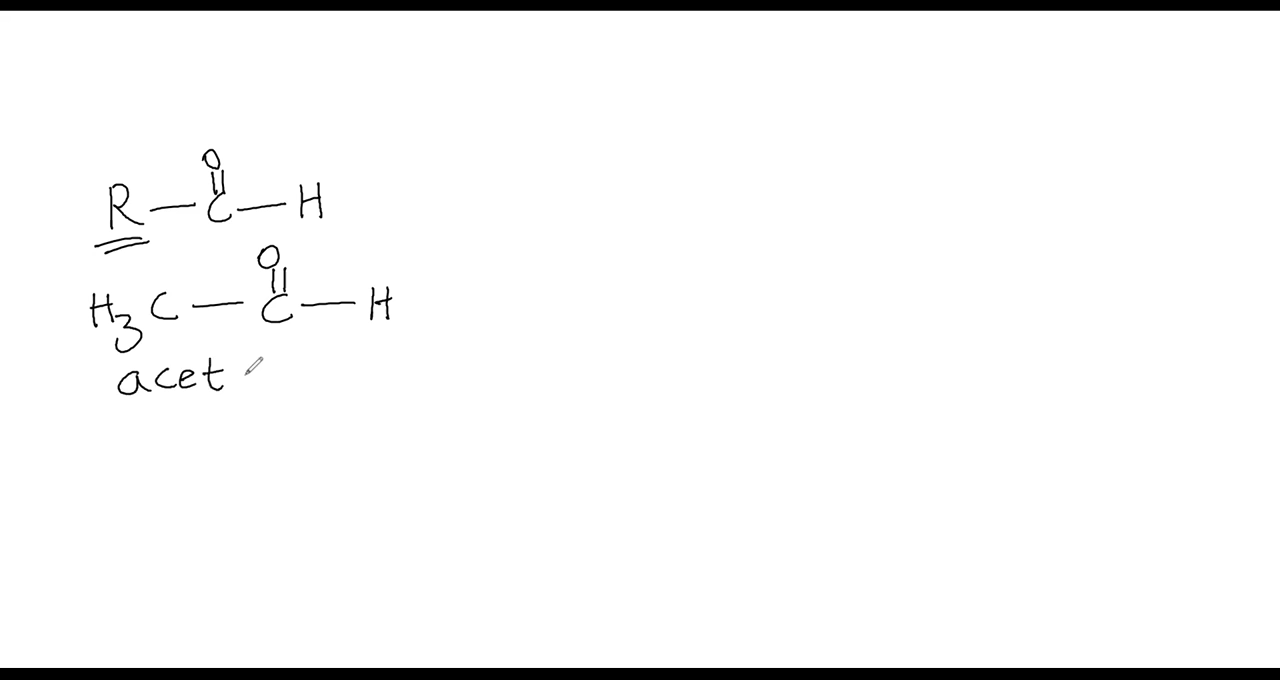 O
R — C — H
O
H3C — C — H
acet